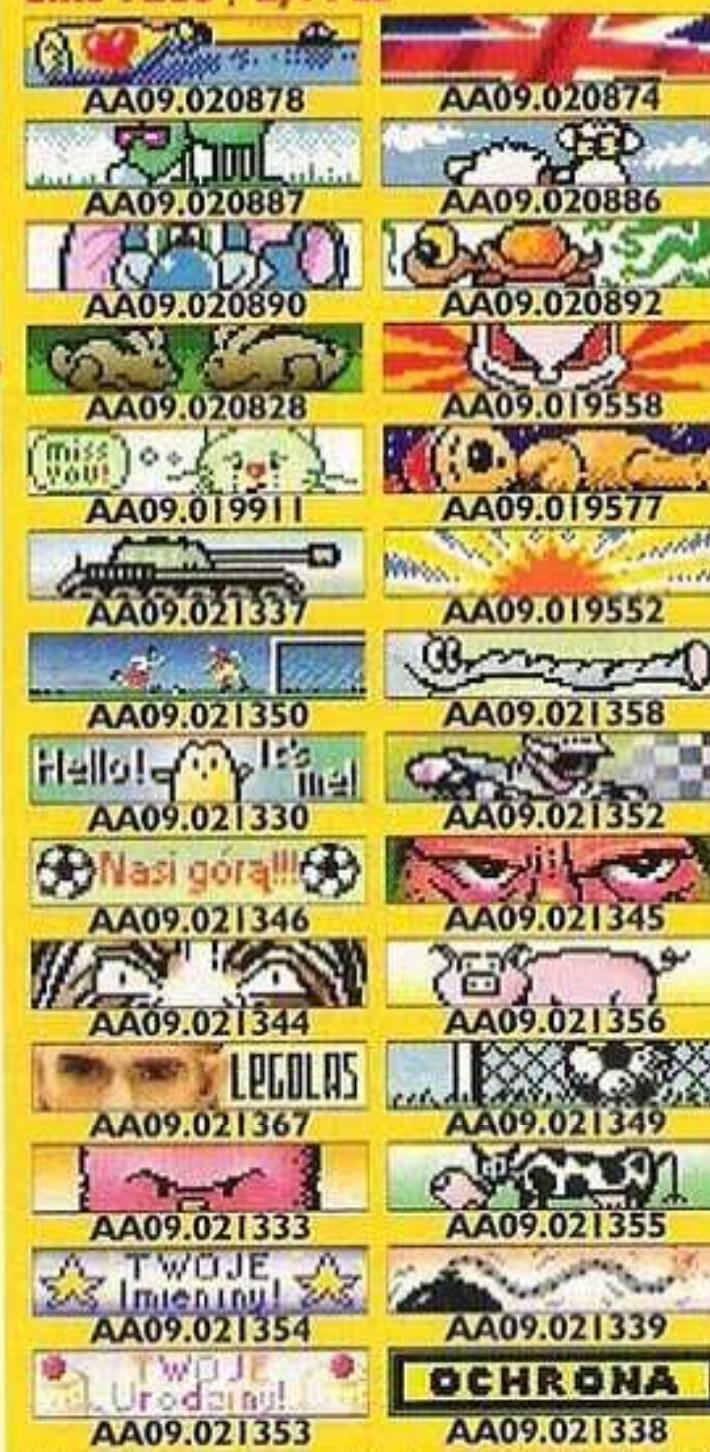 AA09.020878 AA09.020874
AA09.020887 AA09.020886
AA09.020890 AA09.020892
AA09.020828 AA09.019558
miss
you!
AA09.019911 AA09.019577
AA09.021337 AA09.019552
AA09.021350 AA09.021358
Hello! It's
me!
AA09.021330 AA09.021352
Nasi górą!!!
AA09.021346 AA09.021345
AA09.021344 AA09.021356
LEGOLAS
AA09.021367 AA09.021349
AA09.021333 AA09.021355
TWOJE
Imieniny!
AA09.021354 AA09.021339
TWOJE
Urodziny! OCHRONA
AA09.021353 AA09.021338